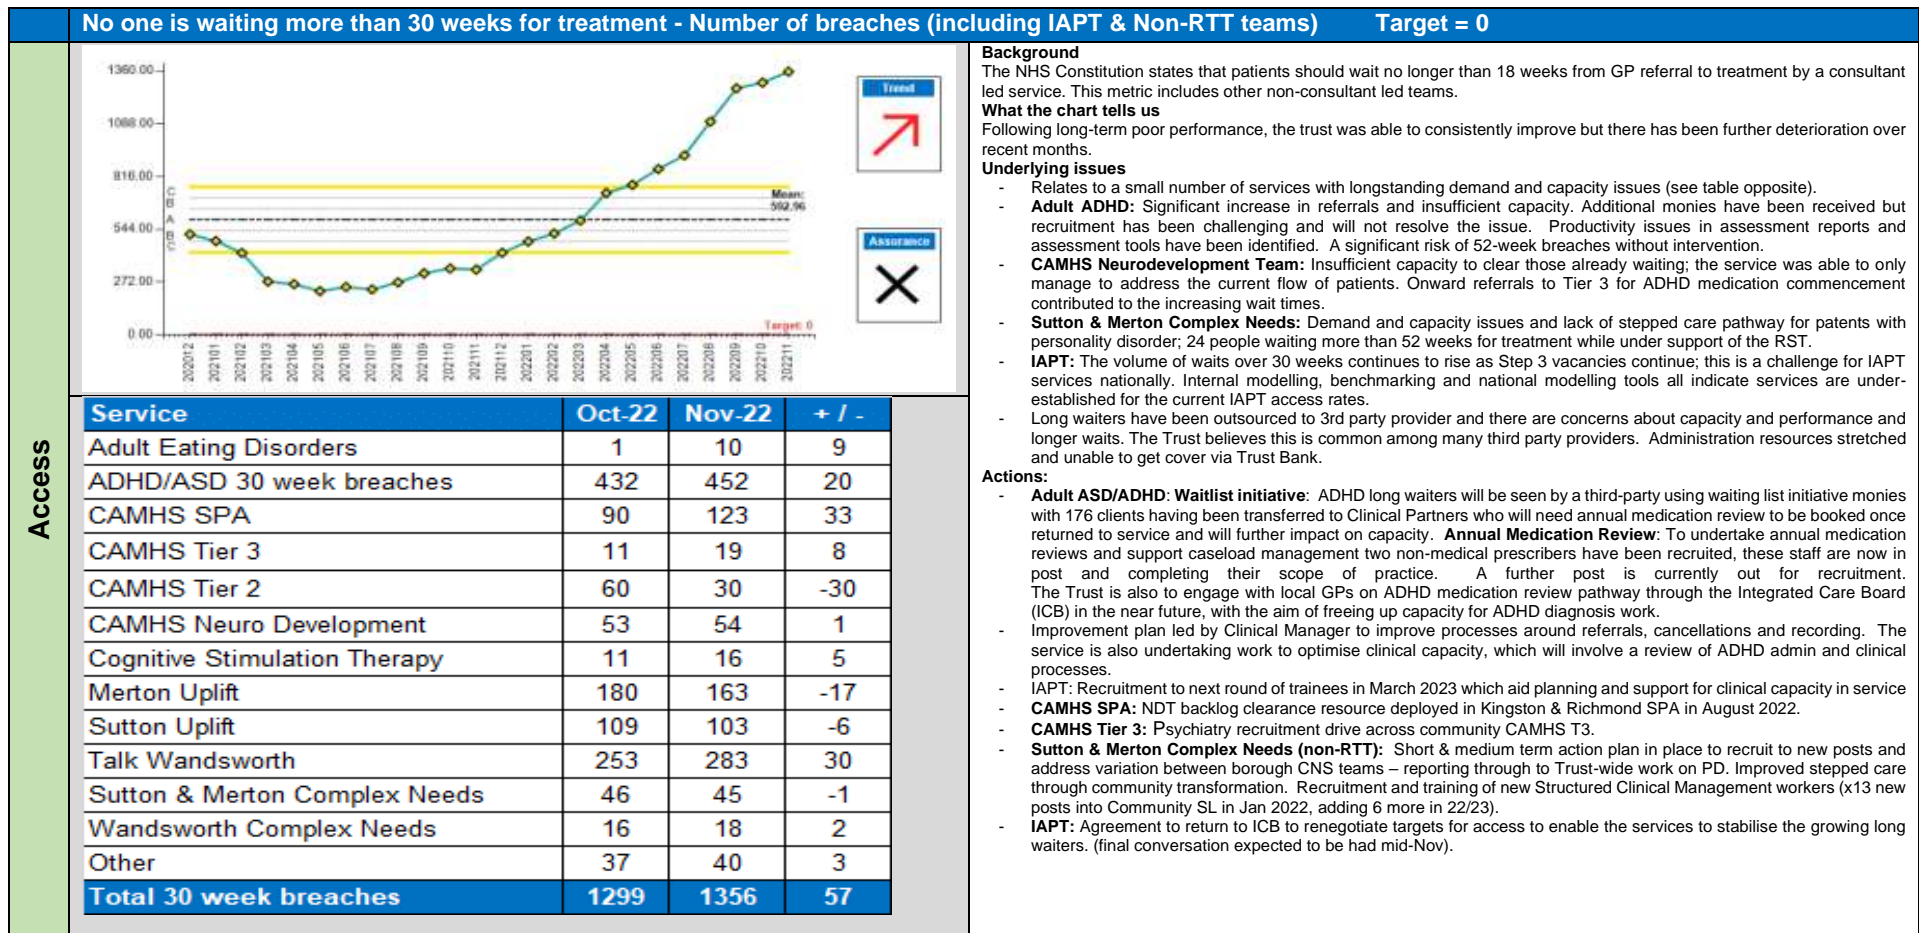 No one is waiting more than 30 weeks for treatment - Number of breaches (including IAPT & Non-RTT teams) Target = 0
Access
1360.00
1088.00
816.00
544.00
272.00
0.00
C
B
A
B
C
Mean:
592.96
Target: 0
202012
202101
202102
202103
202104
202105
202106
202107
202108
202109
202110
202111
202112
202201
202202
202203
202204
202205
202206
202207
202208
202209
202210
202211
Trend
Assurance
Service Oct-22 Nov-22 + / -
Adult Eating Disorders 1 10 9
ADHD/ASD 30 week breaches 432 452 20
CAMHS SPA 90 123 33
CAMHS Tier 3 11 19 8
CAMHS Tier 2 60 30 -30
CAMHS Neuro Development 53 54 1
Cognitive Stimulation Therapy 11 16 5
Merton Uplift 180 163 -17
Sutton Uplift 109 103 -6
Talk Wandsworth 253 283 30
Sutton & Merton Complex Needs 46 45 -1
Wandsworth Complex Needs 16 18 2
Other 37 40 3
Total 30 week breaches 1299 1356 57
Background
The NHS Constitution states that patients should wait no longer than 18 weeks from GP referral to treatment by a consultant
led service. This metric includes other non-consultant led teams.
What the chart tells us
Following long-term poor performance, the trust was able to consistently improve but there has been further deterioration over
recent months.
Underlying issues
- Relates to a small number of services with longstanding demand and capacity issues (see table opposite).
- Adult ADHD: Significant increase in referrals and insufficient capacity. Additional monies have been received but
recruitment has been challenging and will not resolve the issue. Productivity issues in assessment reports and
assessment tools have been identified. A significant risk of 52-week breaches without intervention.
- CAMHS Neurodevelopment Team: Insufficient capacity to clear those already waiting; the service was able to only
manage to address the current flow of patients. Onward referrals to Tier 3 for ADHD medication commencement
contributed to the increasing wait times.
- Sutton & Merton Complex Needs: Demand and capacity issues and lack of stepped care pathway for patents with
personality disorder; 24 people waiting more than 52 weeks for treatment while under support of the RST.
- IAPT: The volume of waits over 30 weeks continues to rise as Step 3 vacancies continue; this is a challenge for IAPT
services nationally. Internal modelling, benchmarking and national modelling tools all indicate services are under-
established for the current IAPT access rates.
- Long waiters have been outsourced to 3rd party provider and there are concerns about capacity and performance and
longer waits. The Trust believes this is common among many third party providers. Administration resources stretched
and unable to get cover via Trust Bank.
Actions:
- Adult ASD/ADHD: Waitlist initiative: ADHD long waiters will be seen by a third-party using waiting list initiative monies
with 176 clients having been transferred to Clinical Partners who will need annual medication review to be booked once
returned to service and will further impact on capacity. Annual Medication Review: To undertake annual medication
reviews and support caseload management two non-medical prescribers have been recruited, these staff are now in
post and completing their scope of practice. A further post is currently out for recruitment.
The Trust is also to engage with local GPs on ADHD medication review pathway through the Integrated Care Board
(ICB) in the near future, with the aim of freeing up capacity for ADHD diagnosis work.
- Improvement plan led by Clinical Manager to improve processes around referrals, cancellations and recording. The
service is also undertaking work to optimise clinical capacity, which will involve a review of ADHD admin and clinical
processes.
- IAPT: Recruitment to next round of trainees in March 2023 which aid planning and support for clinical capacity in service
- CAMHS SPA: NDT backlog clearance resource deployed in Kingston & Richmond SPA in August 2022.
- CAMHS Tier 3: Psychiatry recruitment drive across community CAMHS T3.
- Sutton & Merton Complex Needs (non-RTT): Short & medium term action plan in place to recruit to new posts and
address variation between borough CNS teams – reporting through to Trust-wide work on PD. Improved stepped care
through community transformation. Recruitment and training of new Structured Clinical Management workers (x13 new
posts into Community SL in Jan 2022, adding 6 more in 22/23).
- IAPT: Agreement to return to ICB to renegotiate targets for access to enable the services to stabilise the growing long
waiters. (final conversation expected to be had mid-Nov).